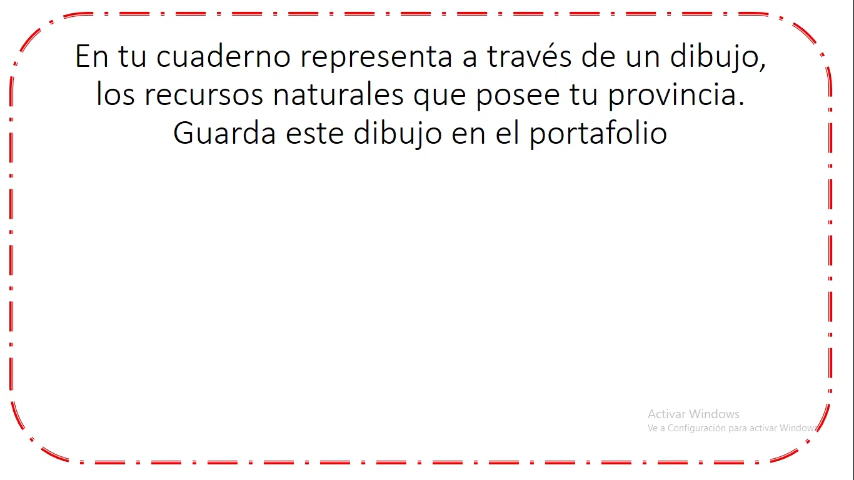 En tu cuaderno representa a través de un dibujo,
los recursos naturales que posee tu provincia.
Guarda este dibujo en el portafolio
Activar Windows
Ve a Configuración para activar Windows